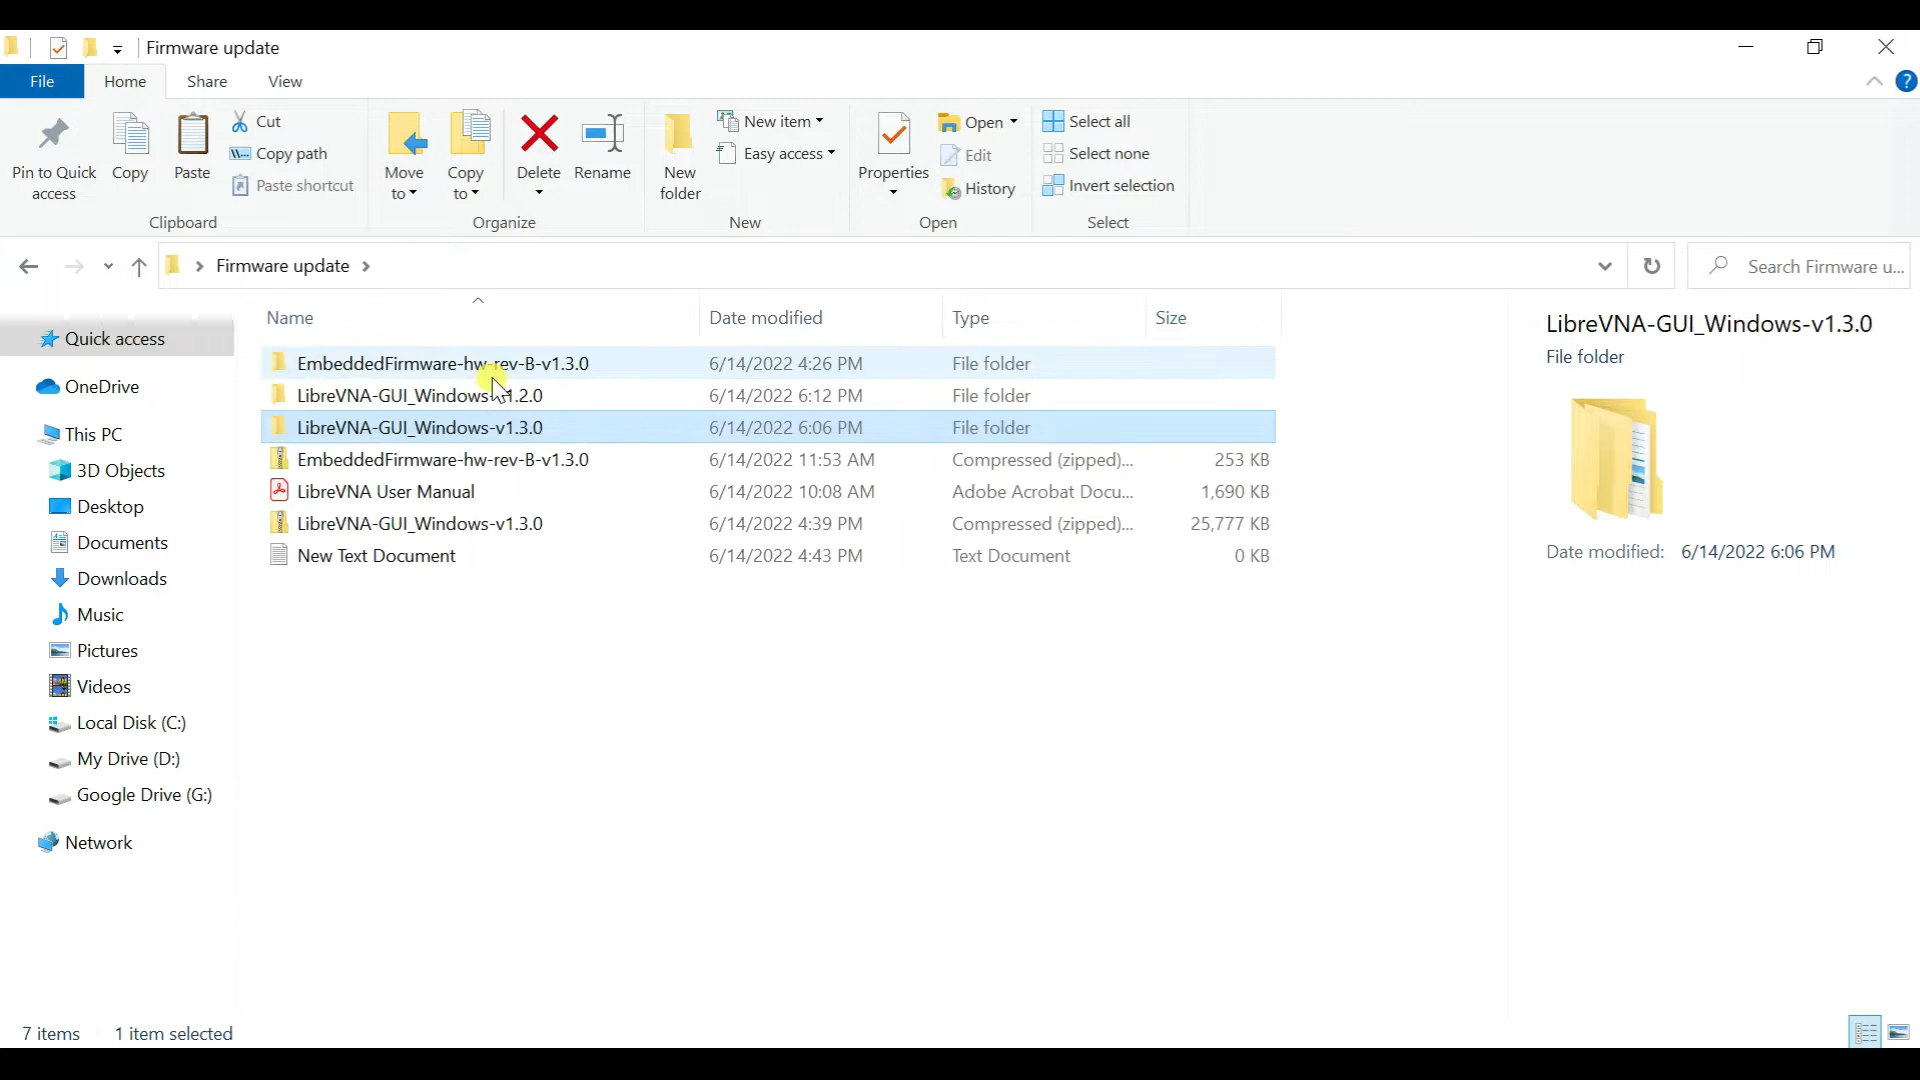 Firmware update
File Home Share View
Pin to Quick access
Copy
Paste
Cut
Copy path
Paste shortcut
Clipboard
Move to
Copy to
Delete
Rename
Organize
New folder
New item
Easy access
New
Properties
Open
Edit
History
Open
Select all
Select none
Invert selection
Select
Firmware update
Search Firmware u...
Quick access
OneDrive
This PC
3D Objects
Desktop
Documents
Downloads
Music
Pictures
Videos
Local Disk (C:)
My Drive (D:)
Google Drive (G:)
Network
Name Date modified Type Size
EmbeddedFirmware-hw-rev-B-v1.3.0 6/14/2022 4:26 PM File folder
LibreVNA-GUI_Windows-v1.2.0 6/14/2022 6:12 PM File folder
LibreVNA-GUI_Windows-v1.3.0 6/14/2022 6:06 PM File folder
EmbeddedFirmware-hw-rev-B-v1.3.0 6/14/2022 11:53 AM Compressed (zipped)... 253 KB
LibreVNA User Manual 6/14/2022 10:08 AM Adobe Acrobat Docu... 1,690 KB
LibreVNA-GUI_Windows-v1.3.0 6/14/2022 4:39 PM Compressed (zipped)... 25,777 KB
New Text Document 6/14/2022 4:43 PM Text Document 0 KB
LibreVNA-GUI_Windows-v1.3.0
File folder
Date modified: 6/14/2022 6:06 PM
7 items 1 item selected